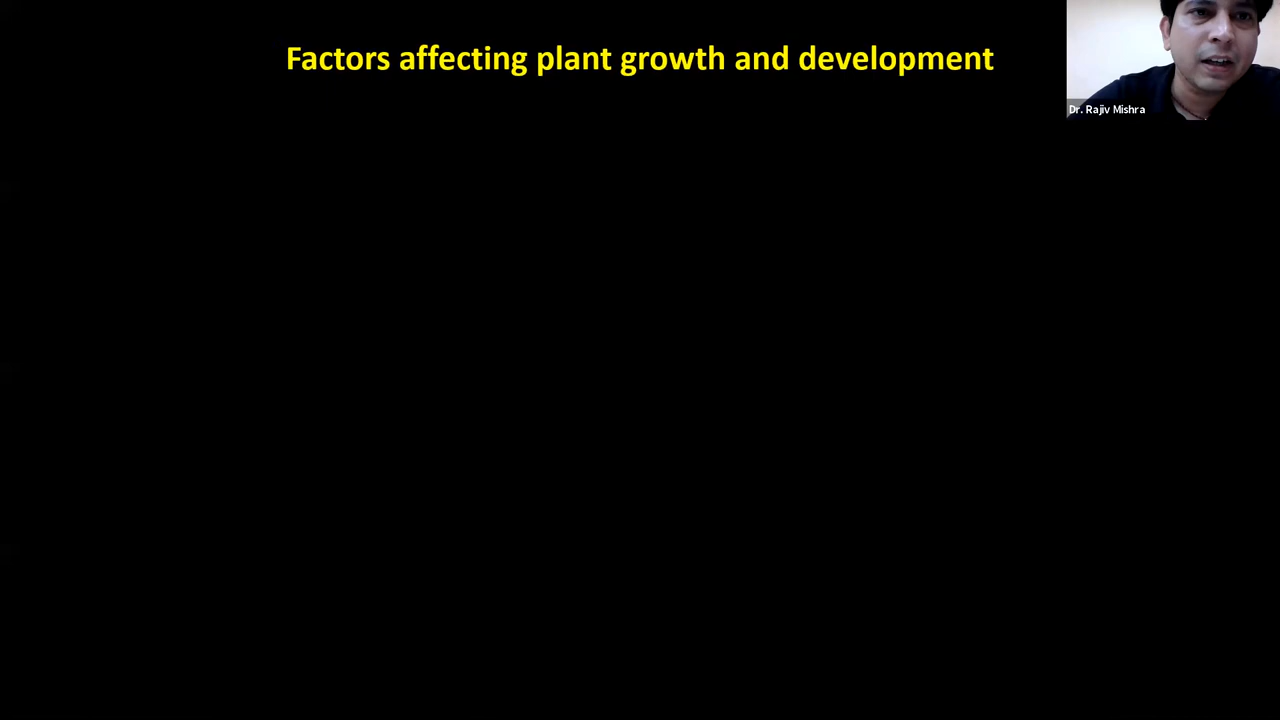 Factors affecting plant growth and development
Dr. Rajiv Mishra